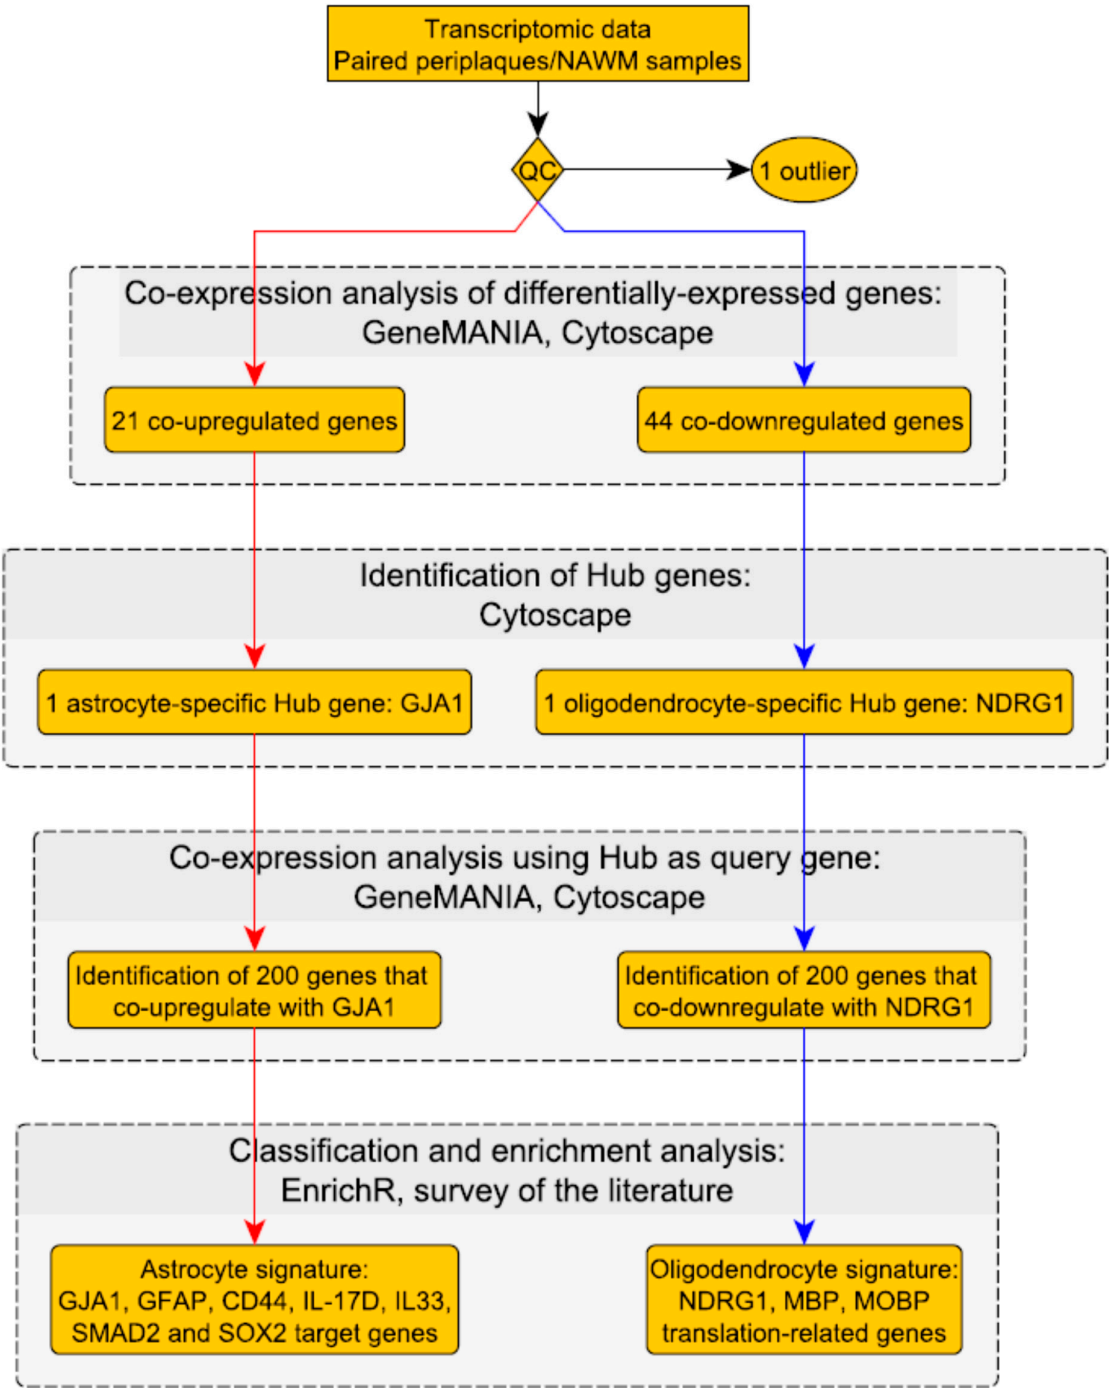 Transcriptomic data
Paired periplaques/NAWM samples
QC
1 outlier
Co-expression analysis of differentially-expressed genes:
GeneMANIA, Cytoscape
21 co-upregulated genes
44 co-downregulated genes
Identification of Hub genes:
Cytoscape
1 astrocyte-specific Hub gene: GJA1
1 oligodendrocyte-specific Hub gene: NDRG1
Co-expression analysis using Hub as query gene:
GeneMANIA, Cytoscape
Identification of 200 genes that
co-upregulate with GJA1
Identification of 200 genes that
co-downregulate with NDRG1
Classification and enrichment analysis:
EnrichR, survey of the literature
Astrocyte signature:
GJA1, GFAP, CD44, IL-17D, IL33,
SMAD2 and SOX2 target genes
Oligodendrocyte signature:
NDRG1, MBP, MOBP
translation-related genes